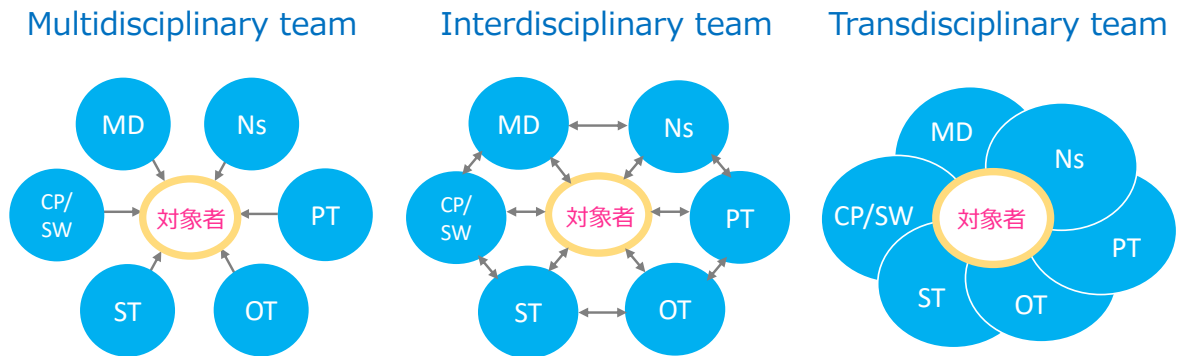 Multidisciplinary team
MD
Ns
CP/
SW
対象者
PT
ST
OT
Interdisciplinary team
MD
Ns
CP/
SW
対象者
PT
ST
OT
Transdisciplinary team
MD
Ns
CP/SW
対象者
PT
ST
OT